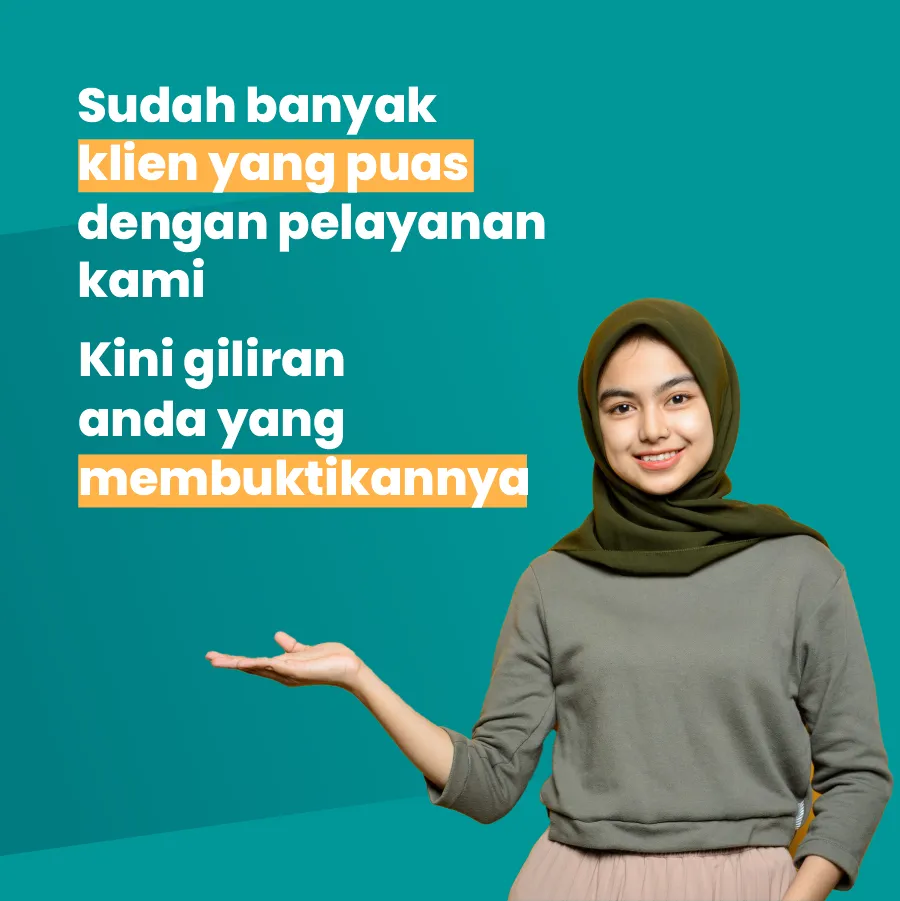 Sudah banyak
klien yang puas
dengan pelayanan
kami
Kini giliran
anda yang
membuktikannya